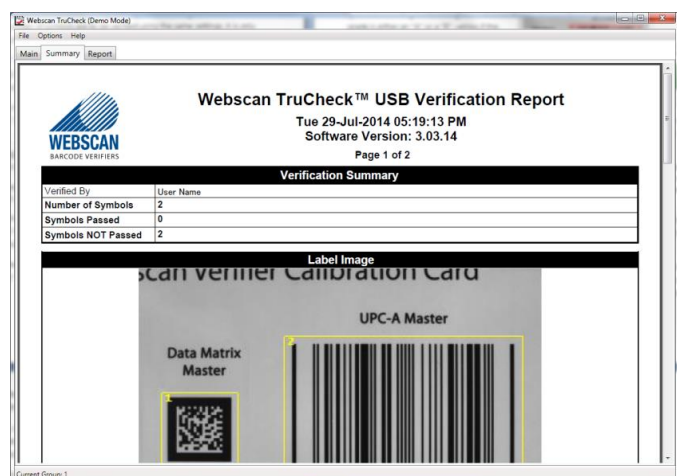 Webscan TruCheck (Demo Mode)
File Options Help
Main Summary Report
WEBSCAN
BARCODE VERIFIERS
Webscan TruCheck™ USB Verification Report
Tue 29-Jul-2014 05:19:13 PM
Software Version: 3.03.14
Page 1 of 2
Verification Summary
Verified By User Name
Number of Symbols 2
Symbols Passed 0
Symbols NOT Passed 2
Label Image
scan Verifier Calibration Card
UPC-A Master
2
Data Matrix
Master
1
Current Group: 1